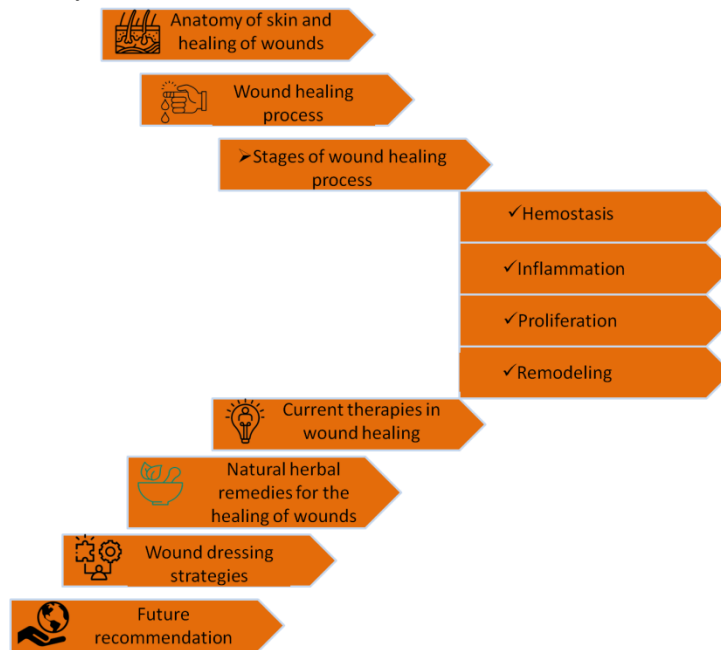 Anatomy of skin and
healing of wounds
Wound healing
process
➢Stages of wound healing
process
✓Hemostasis
✓Inflammation
✓Proliferation
✓Remodeling
Current therapies in
wound healing
Natural herbal
remedies for the
healing of wounds
Wound dressing
strategies
Future
recommendation